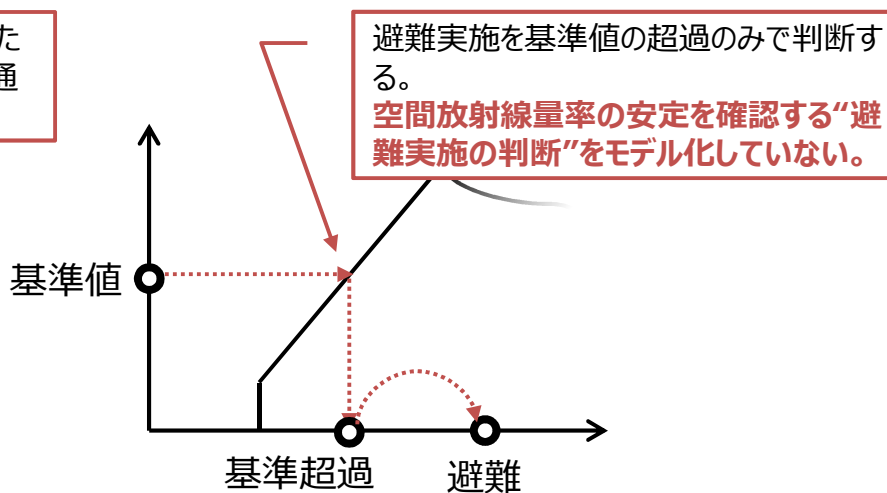 た
通
避難実施を基準値の超過のみで判断す
る。
空間放射線量率の安定を確認する“避
難実施の判断”をモデル化していない。
基準値
基準超過
避難